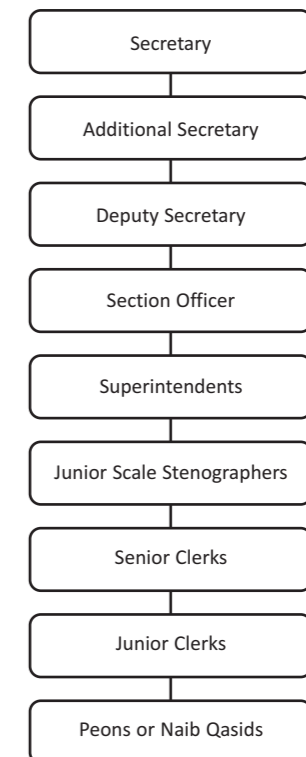 Secretary
Additional Secretary
Deputy Secretary
Section Officer
Superintendents
Junior Scale Stenographers
Senior Clerks
Junior Clerks
Peons or Naib Qasids